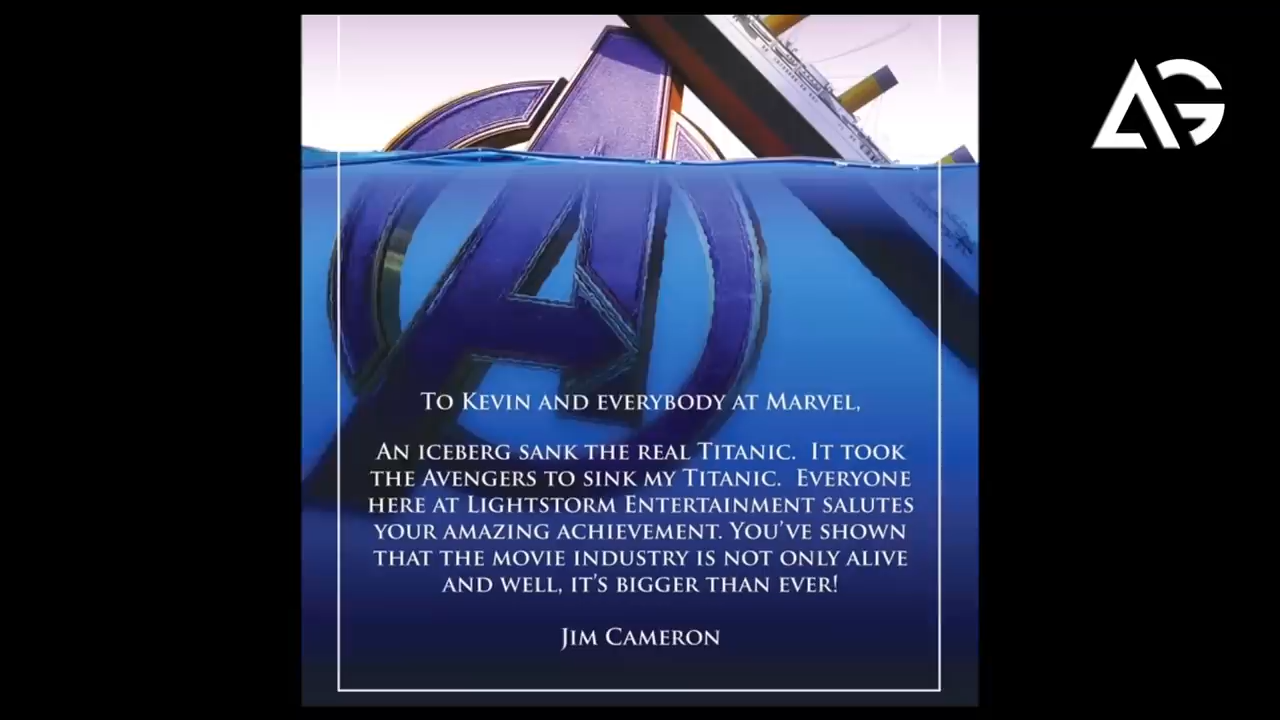 AG
To Kevin and everybody at Marvel,
An iceberg sank the real Titanic.  It took
the Avengers to sink my Titanic.  Everyone
here at Lightstorm Entertainment salutes
your amazing achievement. You've shown
that the movie industry is not only alive
and well, it's bigger than ever!
Jim Cameron